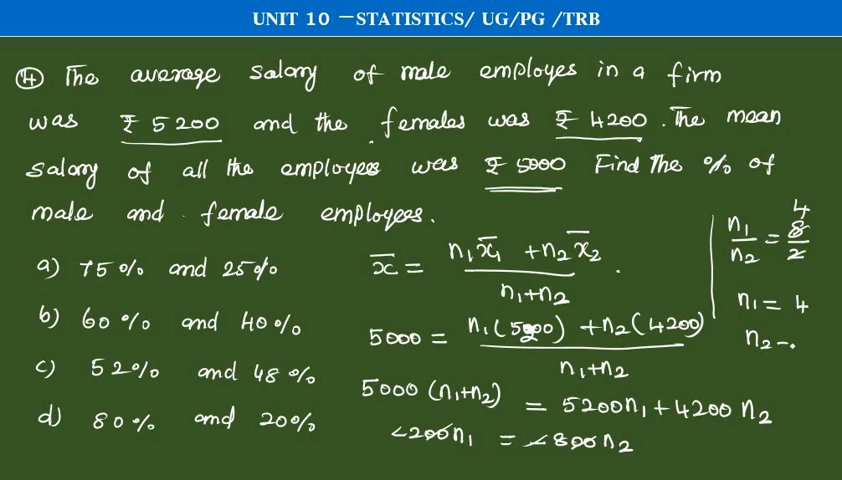 UNIT 10 —STATISTICS/ UG/PG /TRB
④ The average salary of male employes in a firm
was ₹ 5200 and the females was ₹ 4200. The mean
salary of all the employees was ₹ 5000 Find the % of
male and female employees.
a) 75% and 25%
b) 60% and 40%
c) 52% and 48%
d) 80% and 20%
x̄ = n₁x̄₁ + n₂x̄₂ / n₁+n₂ .
5000 = n₁(5200) + n₂(4200) / n₁+n₂
5000 (n₁+n₂) = 5200n₁ + 4200 n₂
-200n₁ = -800n₂
n₁/n₂ = 8/2 4
n₁ = 4
n₂ -